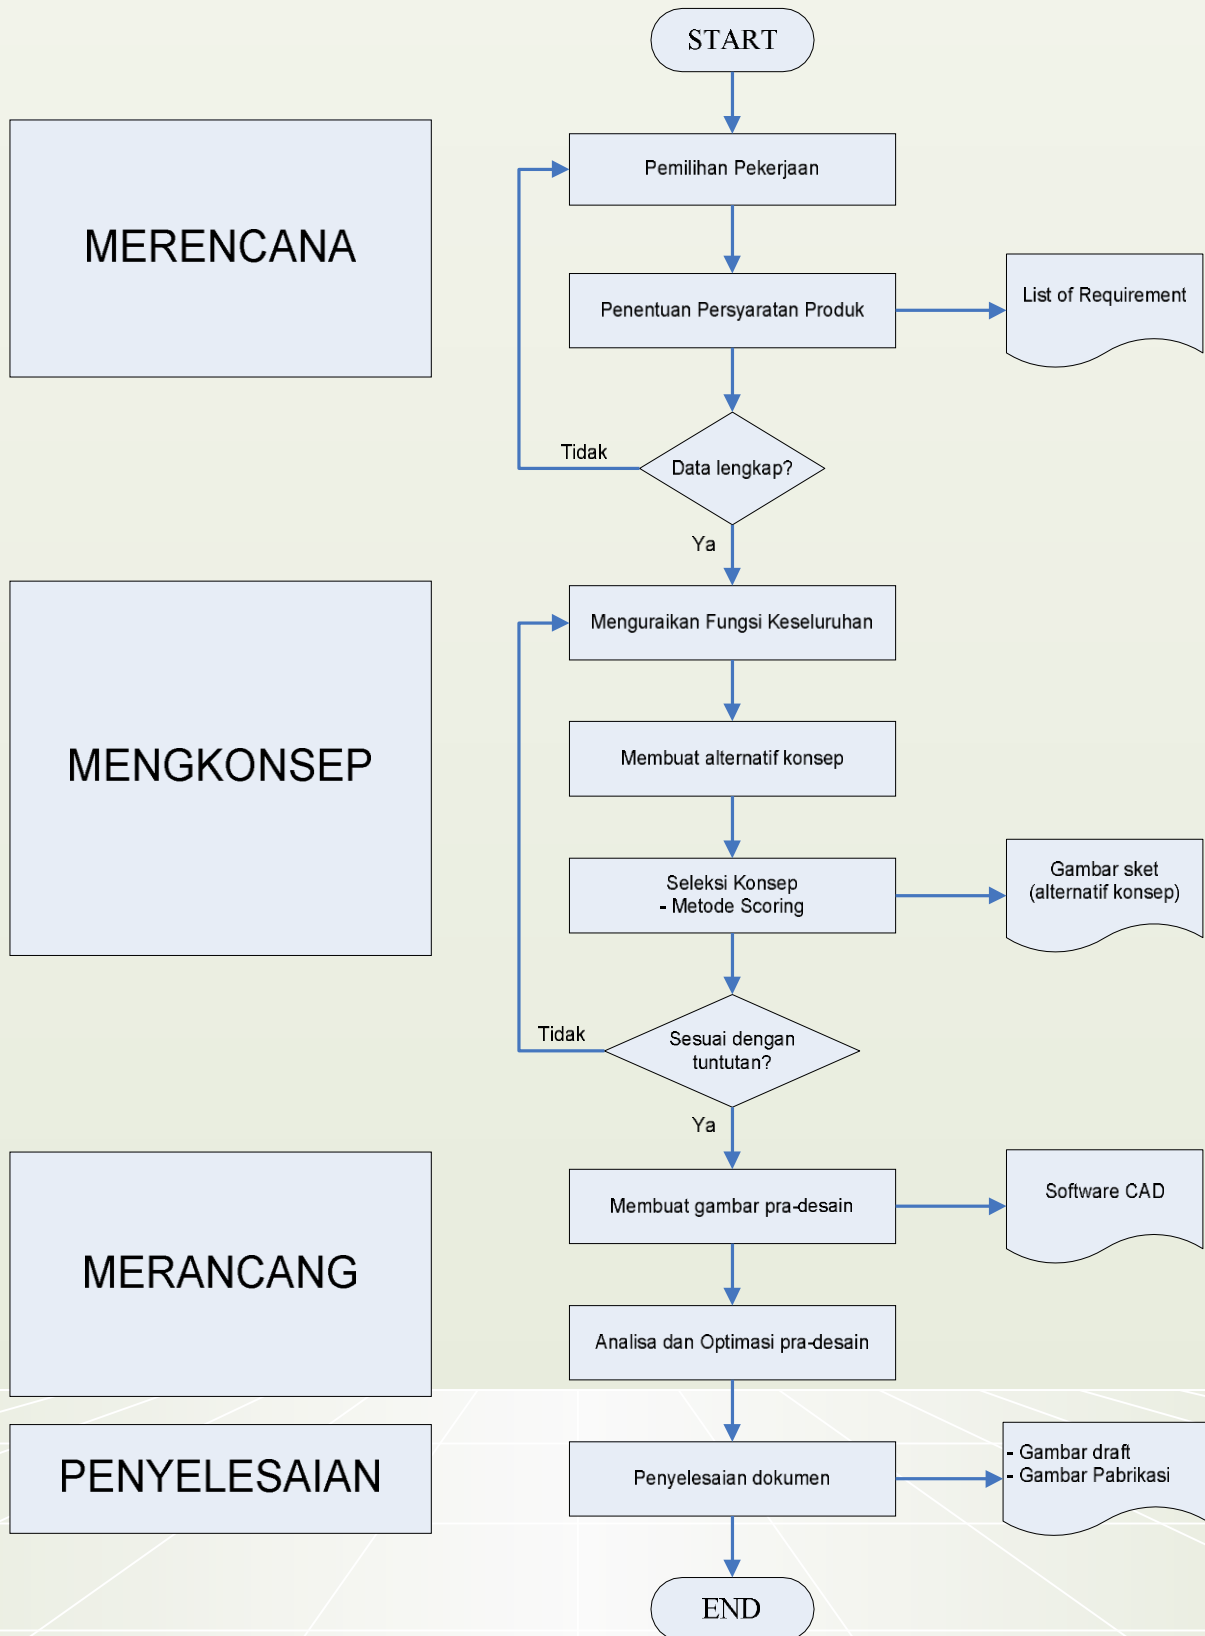 START
MERENCANA
Pemilihan Pekerjaan
Penentuan Persyaratan Produk
List of Requirement
Tidak
Data lengkap?
Ya
MENGKONSEP
Menguraikan Fungsi Keseluruhan
Membuat alternatif konsep
Seleksi Konsep
- Metode Scoring
Gambar sket
(alternatif konsep)
Tidak
Sesuai dengan
tuntutan?
Ya
MERANCANG
Membuat gambar pra-desain
Software CAD
Analisa dan Optimasi pra-desain
PENYELESAIAN
Penyelesaian dokumen
- Gambar draft
- Gambar Pabrikasi
END